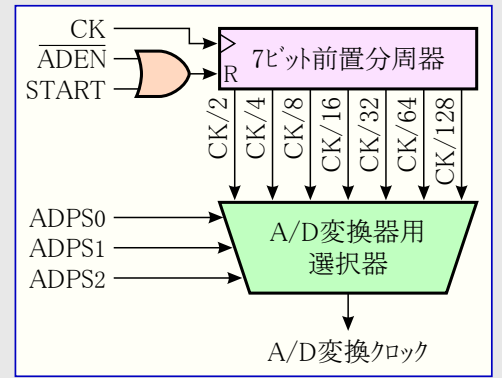 CK
ADEN
START
7ビット前置分周器
R
CK/2
CK/4
CK/8
CK/16
CK/32
CK/64
CK/128
ADPS0
ADPS1
ADPS2
A/D変換器用
選択器
A/D変換クロック